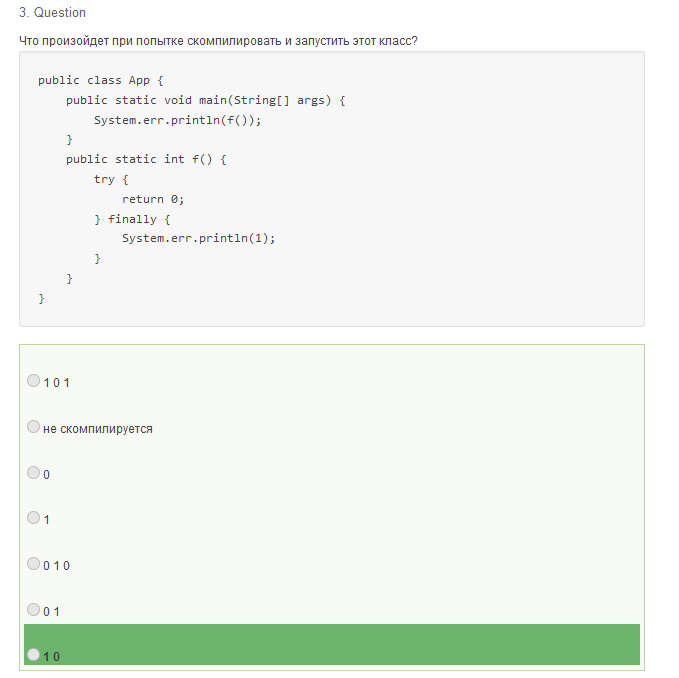 3. Question
Что произойдет при попытке скомпилировать и запустить этот класс?
public class App {
    public static void main(String[] args) {
        System.err.println(f());
    }
    public static int f() {
        try {
            return 0;
        } finally {
            System.err.println(1);
        }
    }
}
1 0 1
не скомпилируется
0
1
0 1 0
0 1
1 0